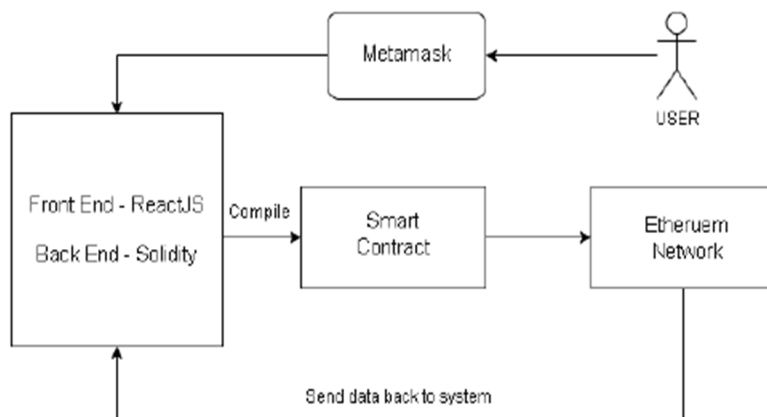 Metamask
USER
Front End - ReactJS
Back End - Solidity
Compile
Smart
Contract
Etheruem
Network
Send data back to system